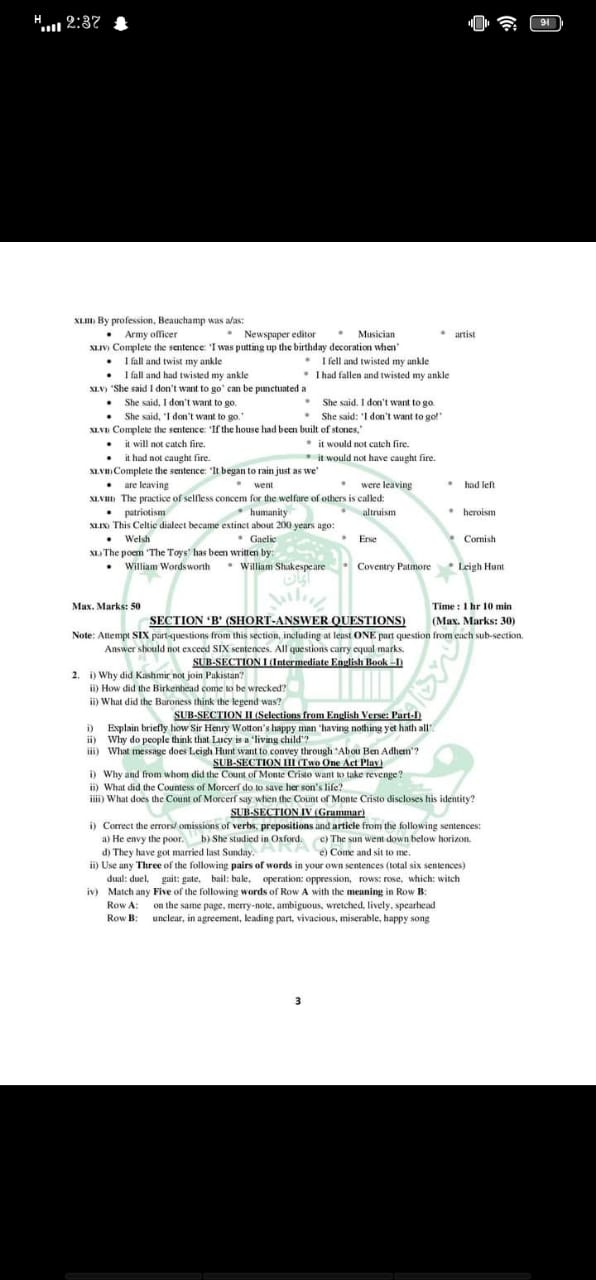 H 2:37 91
XLIII) By profession, Beauchamp was a/as:
• Army officer * Newspaper editor * Musician * artist
XLIV) Complete the sentence: 'I was putting up the birthday decoration when'
• I fall and twist my ankle * I fell and twisted my ankle
• I fall and had twisted my ankle * I had fallen and twisted my ankle
XLV) 'She said I don't want to go' can be punctuated a
• She said, I don't want to go. * She said. I don't want to go.
• She said, 'I don't want to go.' * She said: 'I don't want to go!'
XLVI) Complete the sentence: 'If the house had been built of stones,'
• it will not catch fire. * it would not catch fire.
• it had not caught fire. * it would not have caught fire.
XLVII) Complete the sentence: 'It began to rain just as we'
• are leaving * went * were leaving * had left
XLVIII) The practice of selfless concern for the welfare of others is called:
• patriotism * humanity * altruism * heroism
XLIX) This Celtic dialect became extinct about 200 years ago:
• Welsh * Gaelic * Erse * Cornish
XL) The poem 'The Toys' has been written by:
• William Wordsworth * William Shakespeare * Coventry Patmore * Leigh Hunt
Max. Marks: 50 Time : 1 hr 10 min
SECTION 'B' (SHORT-ANSWER QUESTIONS) (Max. Marks: 30)
Note: Attempt SIX part-questions from this section, including at least ONE part question from each sub-section.
Answer should not exceed SIX sentences. All questions carry equal marks.
SUB-SECTION I (Intermediate English Book –I)
2. i) Why did Kashmir not join Pakistan?
ii) How did the Birkenhead come to be wrecked?
ii) What did the Baroness think the legend was?
SUB-SECTION II (Selections from English Verse: Part-I)
i) Explain briefly how Sir Henry Wotton's happy man 'having nothing yet hath all'.
ii) Why do people think that Lucy is a 'living child'?
iii) What message does Leigh Hunt want to convey through 'Abou Ben Adhem'?
SUB-SECTION III (Two One Act Play)
i) Why and from whom did the Count of Monte Cristo want to take revenge?
ii) What did the Countess of Morcerf do to save her son's life?
iiii) What does the Count of Morcerf say when the Count of Monte Cristo discloses his identity?
SUB-SECTION IV (Grammar)
i) Correct the errors/ omissions of verbs, prepositions and article from the following sentences:
a) He envy the poor. b) She studied in Oxford. c) The sun went down below horizon.
d) They have got married last Sunday. e) Come and sit to me.
ii) Use any Three of the following pairs of words in your own sentences (total six sentences)
dual: duel, gait: gate, bail: bale, operation: oppression, rows: rose, which: witch
iv) Match any Five of the following words of Row A with the meaning in Row B:
Row A: on the same page, merry-note, ambiguous, wretched, lively, spearhead
Row B: unclear, in agreement, leading part, vivacious, miserable, happy song
3